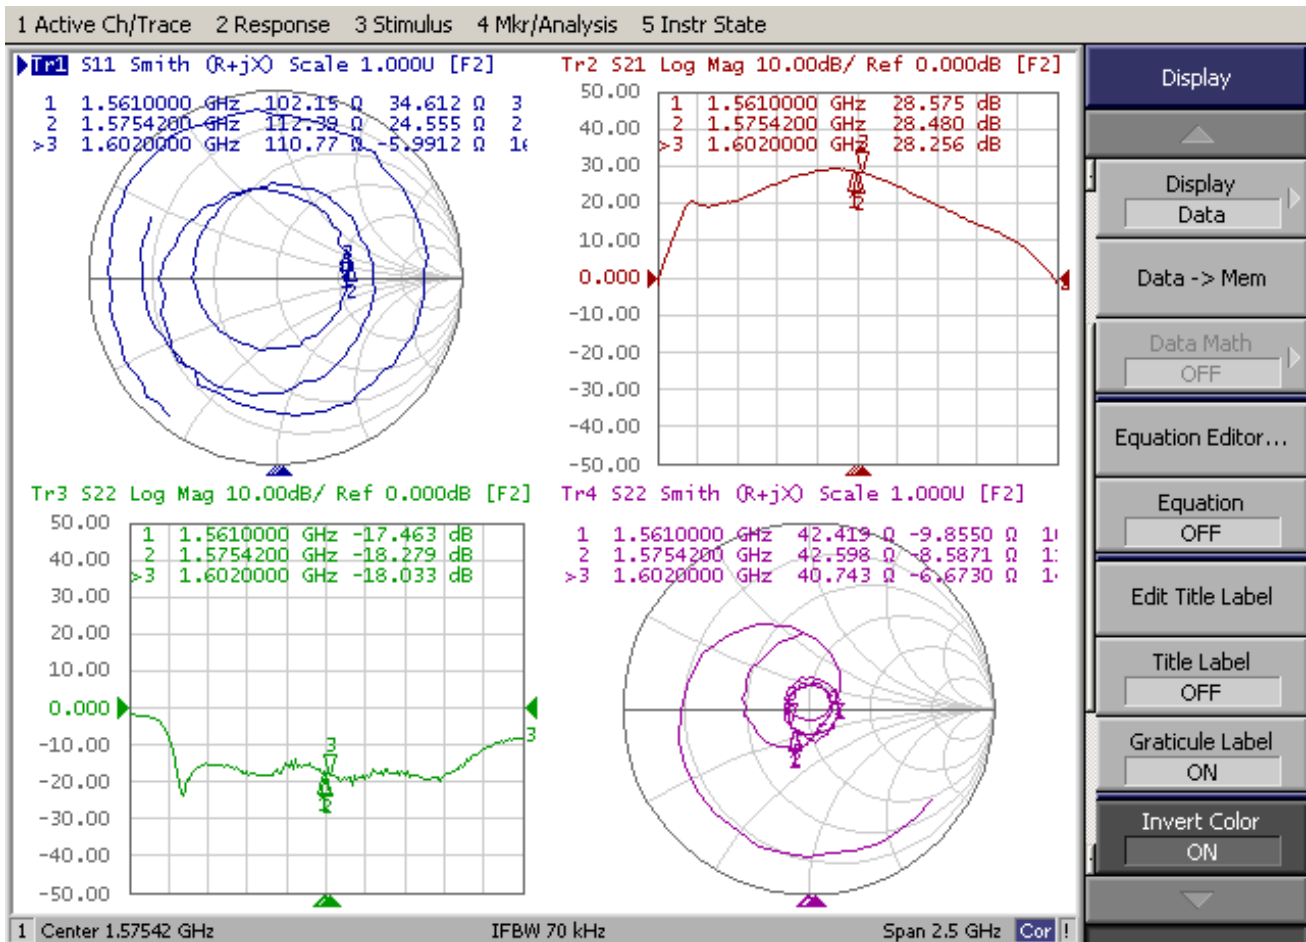 1 Active Ch/Trace 2 Response 3 Stimulus 4 Mkr/Analysis 5 Instr State
Tr1 S11 Smith (R+jX) Scale 1.000U [F2]
1 1.5610000 GHz 102.15 Ω 34.612 Ω 3
2 1.5754200 GHz 112.39 Ω 24.555 Ω 2
>3 1.6020000 GHz 110.77 Ω -5.9912 Ω
Tr2 S21 Log Mag 10.00dB/ Ref 0.000dB [F2]
1 1.5610000 GHz 28.575 dB
2 1.5754200 GHz 28.480 dB
>3 1.6020000 GHz 28.256 dB
50.00
40.00
30.00
20.00
10.00
0.000
-10.00
-20.00
-30.00
-40.00
-50.00
Tr3 S22 Log Mag 10.00dB/ Ref 0.000dB [F2]
1 1.5610000 GHz -17.463 dB
2 1.5754200 GHz -18.279 dB
>3 1.6020000 GHz -18.033 dB
50.00
40.00
30.00
20.00
10.00
0.000
-10.00
-20.00
-30.00
-40.00
-50.00
Tr4 S22 Smith (R+jX) Scale 1.000U [F2]
1 1.5610000 GHz 42.419 Ω -9.8550 Ω
2 1.5754200 GHz 42.598 Ω -8.5871 Ω
>3 1.6020000 GHz 40.743 Ω -6.6730 Ω
1 Center 1.57542 GHz IFBW 70 kHz Span 2.5 GHz Cor !
Display
Display
Data
Data -> Mem
Data Math
OFF
Equation Editor...
Equation
OFF
Edit Title Label
Title Label
OFF
Graticule Label
ON
Invert Color
ON